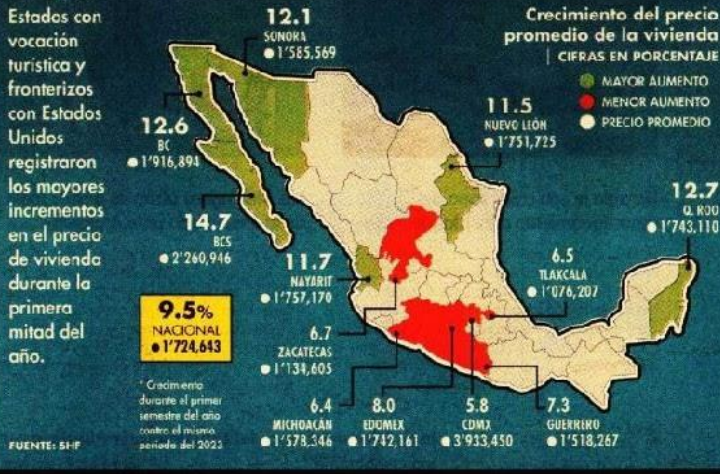 Estados con
vocación
turística y
fronterizos
con Estados
Unidos
registraron
los mayores
incrementos
en el precio
de vivienda
durante la
primera
mitad del
año.
Crecimiento del precio
promedio de la vivienda
CIFRAS EN PORCENTAJE
MAYOR AUMENTO
MENOR AUMENTO
PRECIO PROMEDIO
12.1
SONORA
1'585,569
12.6
BC
1'916,894
14.7
BCS
2'260,946
11.5
NUEVO LEÓN
1'751,725
12.7
Q. ROO
1'743,110
11.7
NAYARIT
1'757,170
6.5
TLAXCALA
1'076,207
9.5%
NACIONAL
1'724,643
6.7
ZACATECAS
1'134,605
6.4
MICHOACÁN
1'578,346
8.0
EDOMEX
1'742,161
5.8
CDMX
3'933,450
7.3
GUERRERO
1'518,267
* Crecimiento
durante el primer
semestre del año
contra el mismo
periodo del 2023
FUENTE: SHF